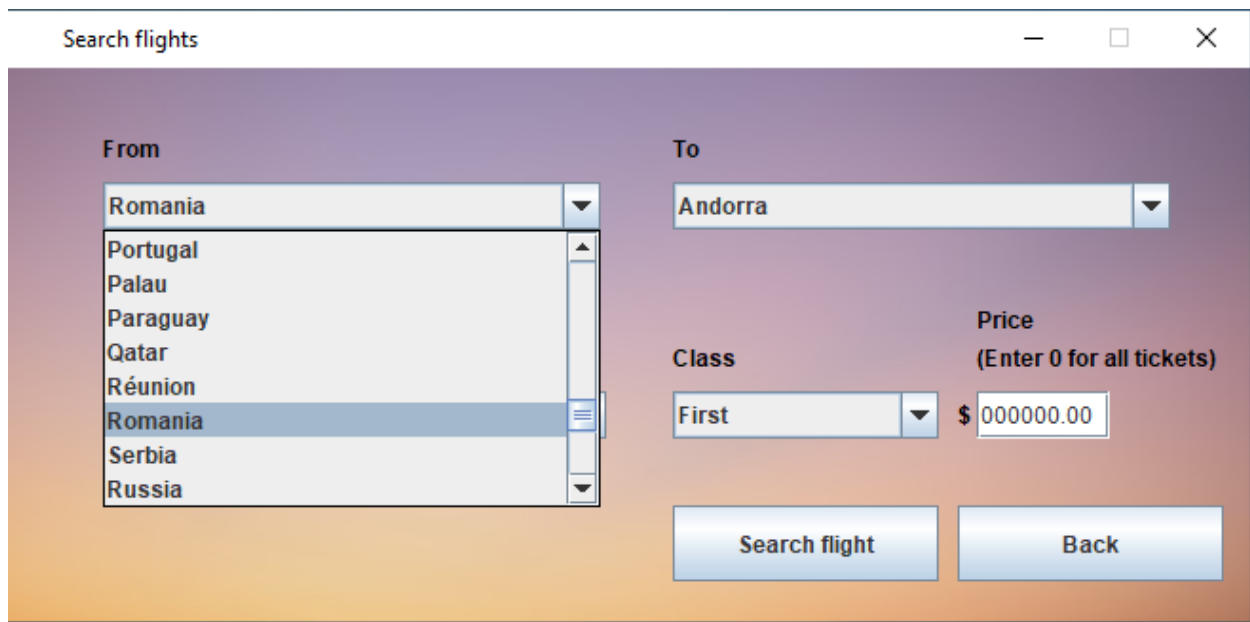 Search flights
From
To
Romania
Andorra
Portugal
Palau
Paraguay
Qatar
Réunion
Romania
Serbia
Russia
Price
(Enter 0 for all tickets)
Class
First
$ 000000.00
Search flight
Back